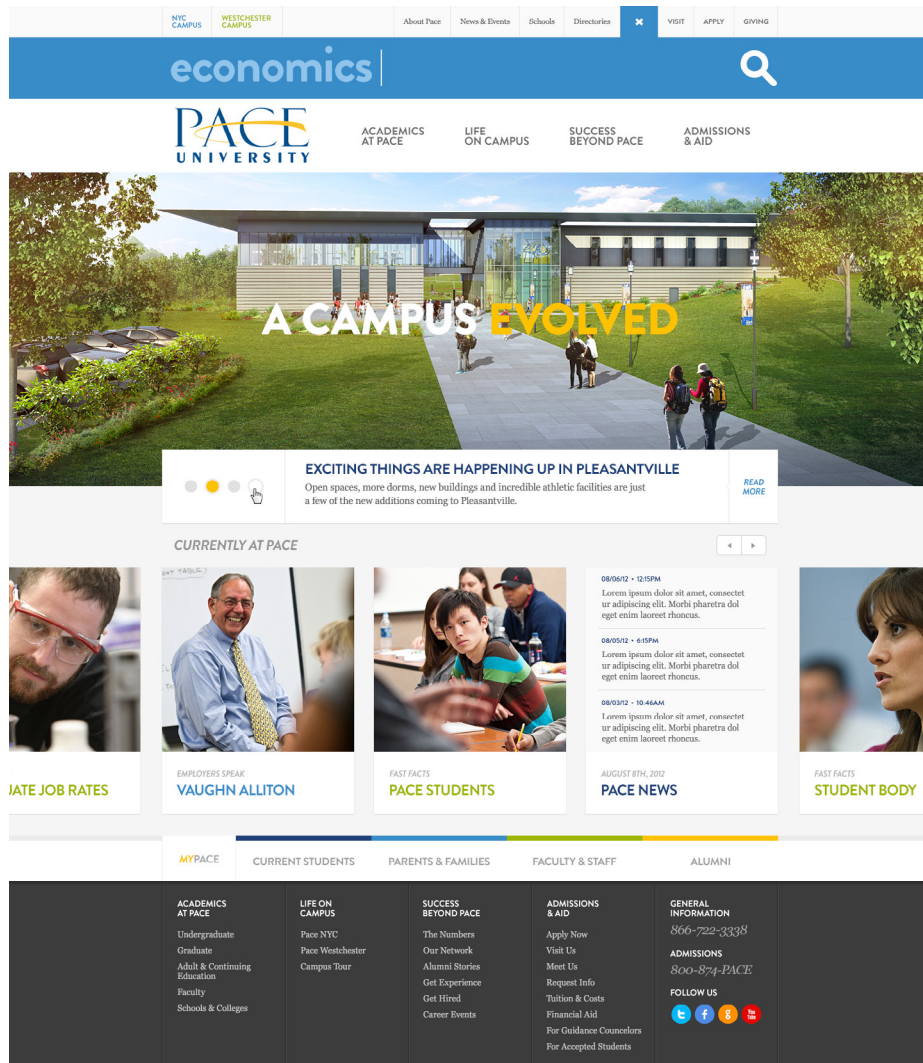 NYC
CAMPUS
WESTCHESTER
CAMPUS
About Pace
News & Events
Schools
Directories
VISIT
APPLY
GIVING
economics
PACE
UNIVERSITY
ACADEMICS
AT PACE
LIFE
ON CAMPUS
SUCCESS
BEYOND PACE
ADMISSIONS
& AID
A CAMPUS EVOLVED
EXCITING THINGS ARE HAPPENING UP IN PLEASANTVILLE
Open spaces, more dorms, new buildings and incredible athletic facilities are just
a few of the new additions coming to Pleasantville.
READ
MORE
CURRENTLY AT PACE
08/06/12 • 12:15PM
Lorem ipsum dolor sit amet, consectet
ur adipiscing elit. Morbi pharetra dol
eget enim laoreet rhoncus.
08/05/12 • 6:15PM
Lorem ipsum dolor sit amet, consectet
ur adipiscing elit. Morbi pharetra dol
eget enim laoreet rhoncus.
08/03/12 • 10:46AM
Lorem ipsum dolor sit amet, consectet
ur adipiscing elit. Morbi pharetra dol
eget enim laoreet rhoncus.
UATE JOB RATES
EMPLOYERS SPEAK
VAUGHN ALLITON
FAST FACTS
PACE STUDENTS
AUGUST 8TH, 2012
PACE NEWS
FAST FACTS
STUDENT BODY
MYPACE
CURRENT STUDENTS
PARENTS & FAMILIES
FACULTY & STAFF
ALUMNI
ACADEMICS
AT PACE
Undergraduate
Graduate
Adult & Continuing
Education
Faculty
Schools & Colleges
LIFE ON
CAMPUS
Pace NYC
Pace Westchester
Campus Tour
SUCCESS
BEYOND PACE
The Numbers
Our Network
Alumni Stories
Get Experience
Get Hired
Career Events
ADMISSIONS
& AID
Apply Now
Visit Us
Meet Us
Request Info
Tuition & Costs
Financial Aid
For Guidance Councelors
For Accepted Students
GENERAL
INFORMATION
866-722-3338
ADMISSIONS
800-874-PACE
FOLLOW US